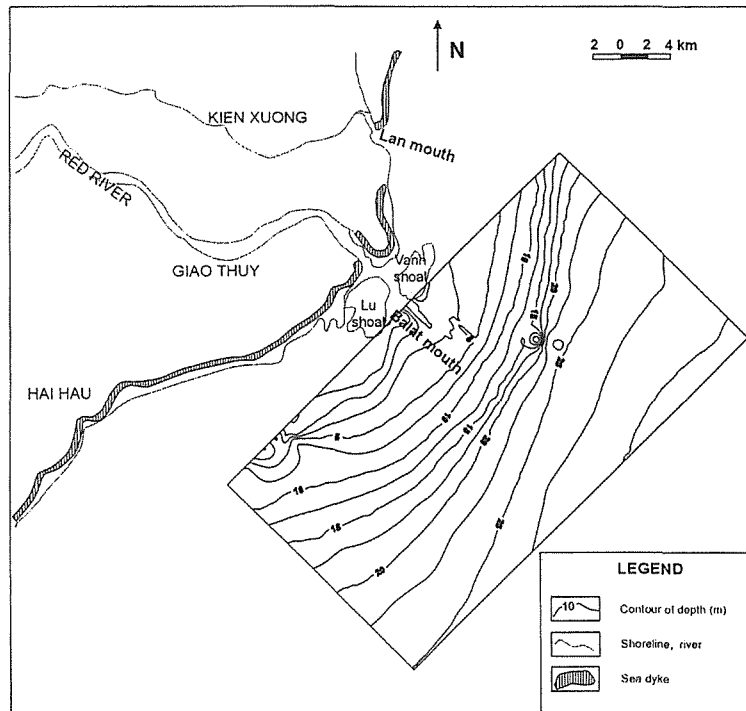 N
2 0 2 4 km
KIEN XUONG
Lan mouth
RED RIVER
GIAO THUY
Vanh
shoal
Lu
shoal
Balat mouth
HAI HAU
20
LEGEND
10 Contour of depth (m)
Shoreline, river
Sea dyke